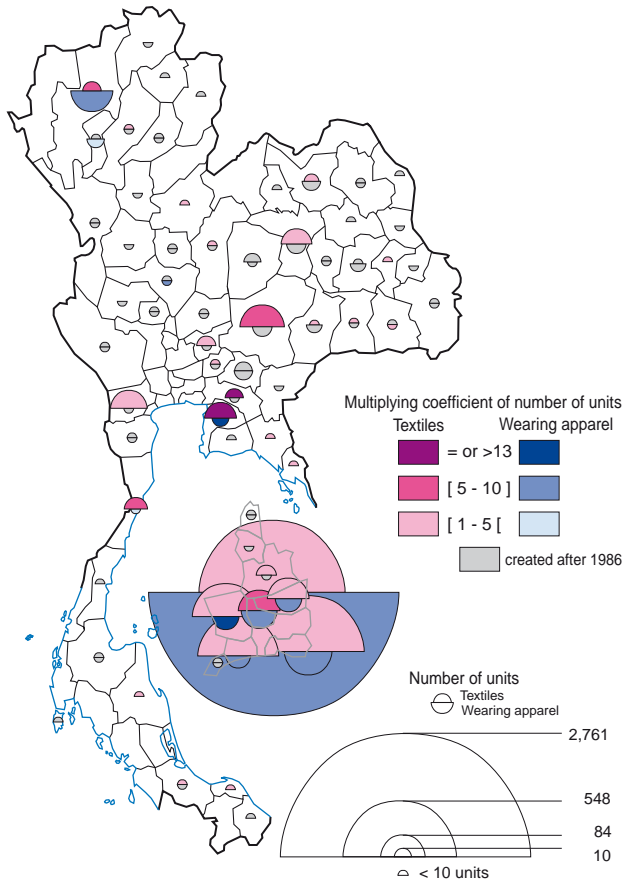 Multiplying coefficient of number of units
Textiles Wearing apparel
= or >13
[ 5 - 10 ]
[ 1 - 5 [
created after 1986
Number of units
Textiles
Wearing apparel
2,761
548
84
10
< 10 units